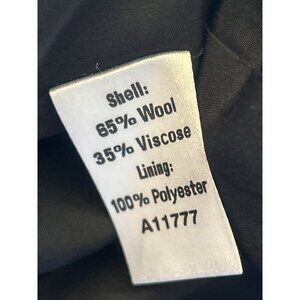 Shell:
65% Wool
35% Viscose
Lining:
100% Polyester
A11777